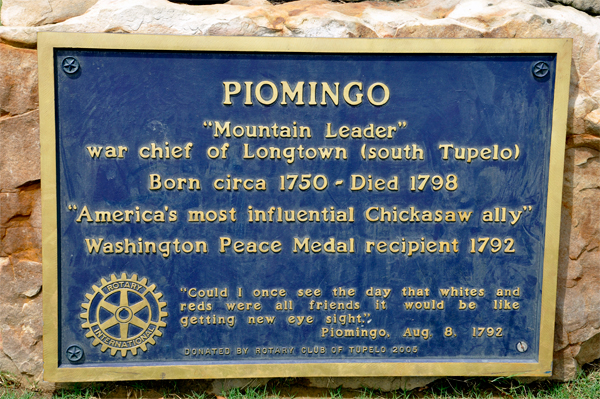 PIOMINGO
"Mountain Leader"
war chief of Longtown (south Tupelo)
Born circa 1750 - Died 1798
"America's most influential Chickasaw ally"
Washington Peace Medal recipient 1792
"Could I once see the day that whites and
reds were all friends it would be like
getting new eye sight."
Piomingo, Aug. 8, 1792
ROTARY
INTERNATIONAL
DONATED BY ROTARY CLUB OF TUPELO 2005